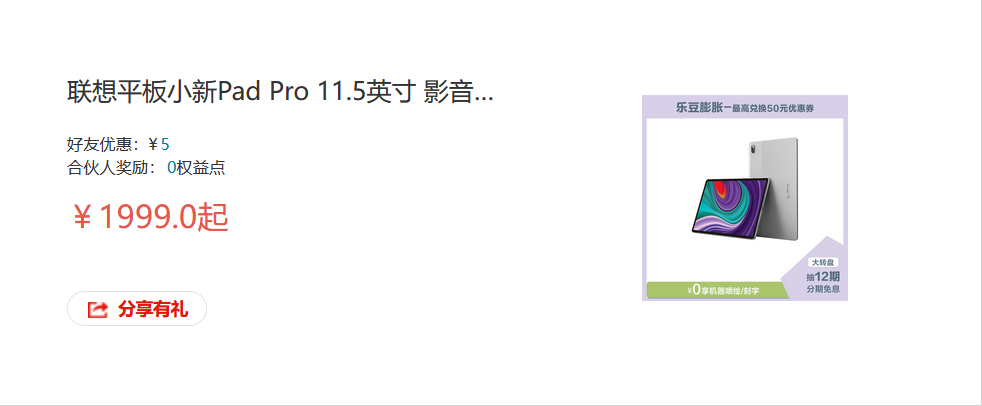 联想平板小新Pad Pro 11.5英寸 影音...
好友优惠：¥5
合伙人奖励： 0权益点
¥1999.0起
分享有礼
乐豆膨胀—最高兑换50元优惠券
大转盘
抽12期
分期免息
¥0享机器喷绘/刻字